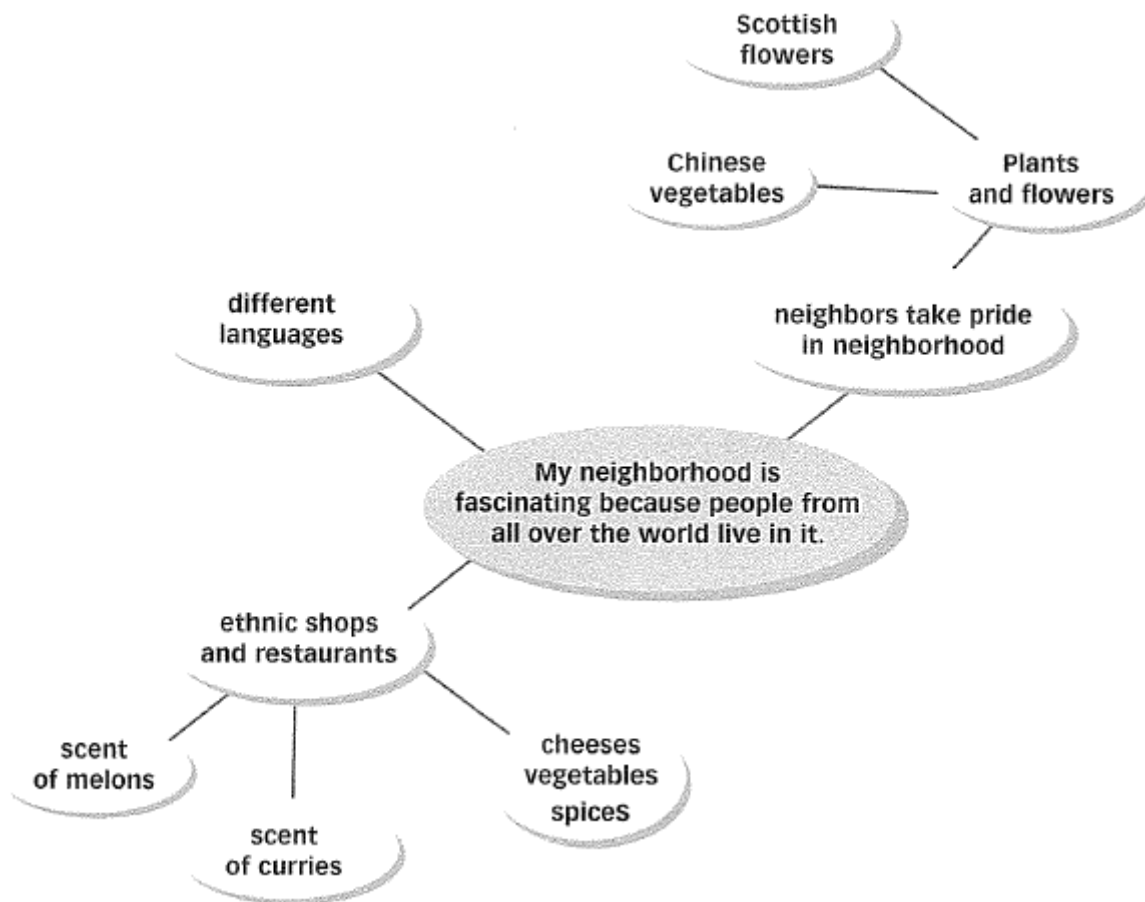 Scottish
flowers
Chinese
vegetables
Plants
and flowers
different
languages
neighbors take pride
in neighborhood
My neighborhood is
fascinating because people from
all over the world live in it.
ethnic shops
and restaurants
scent
of melons
cheeses
vegetables
spices
scent
of curries